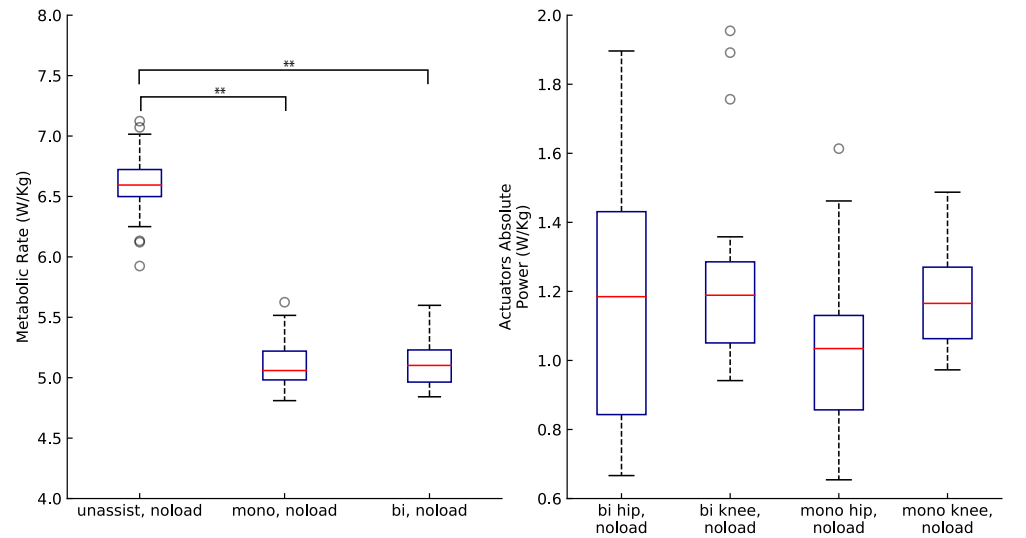 8.0
7.5
7.0
6.5
6.0
5.5
5.0
4.5
4.0
Metabolic Rate (W/Kg)
**
**
unassist, noload
mono, noload
bi, noload
2.0
1.8
1.6
1.4
1.2
1.0
0.8
0.6
Actuators Absolute
Power (W/Kg)
bi hip,
noload
bi knee,
noload
mono hip,
noload
mono knee,
noload